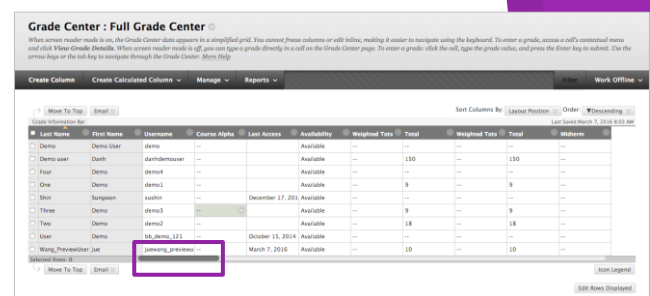 Grade Center : Full Grade Center
When screen reader mode is on, the Grade Center data appears in a simplified grid. You cannot freeze columns or edit inline, making it easier to navigate using the keyboard. To enter a grade, access a cell's contextual menu
and click View Grade Details. When screen reader mode is off, you can type a grade directly in a cell on the Grade Center page. To enter a grade: click the cell, type the grade value, and press the Enter key to submit. Use the
arrow keys or the tab key to navigate through the Grade Center. More Help
Create Column Create Calculated Column Manage Reports Filter Work Offline
Move To Top Email Sort Columns By: Layout Position Order: ▼Descending
Grade Information Bar Last Saved:March 7, 2016 8:03 AM
Last Name First Name Username Course Alpha Last Access Availability Weighted Tota Total Weighted Tota Total Midterm
Demo Demo User demo -- Available -- -- -- -- --
Demo user Danh danhdemouser -- Available -- 150 -- 150 --
Four Demo demo4 -- Available -- -- -- -- --
One Demo demo1 -- Available -- 9 -- 9 --
Shin Sungwon sushin -- December 17, 201 Available -- -- -- -- --
Three Demo demo3 -- Available -- 9 -- 9 --
Two Demo demo2 -- Available -- 18 -- 18 --
User Demo bb_demo_121 -- October 15, 2014 Available -- -- -- -- --
Wang_PreviewUser Jue juewang_previewu -- March 7, 2016 Available -- 10 -- 10 --
Selected Rows: 0
Move To Top Email Icon Legend
Edit Rows Displayed